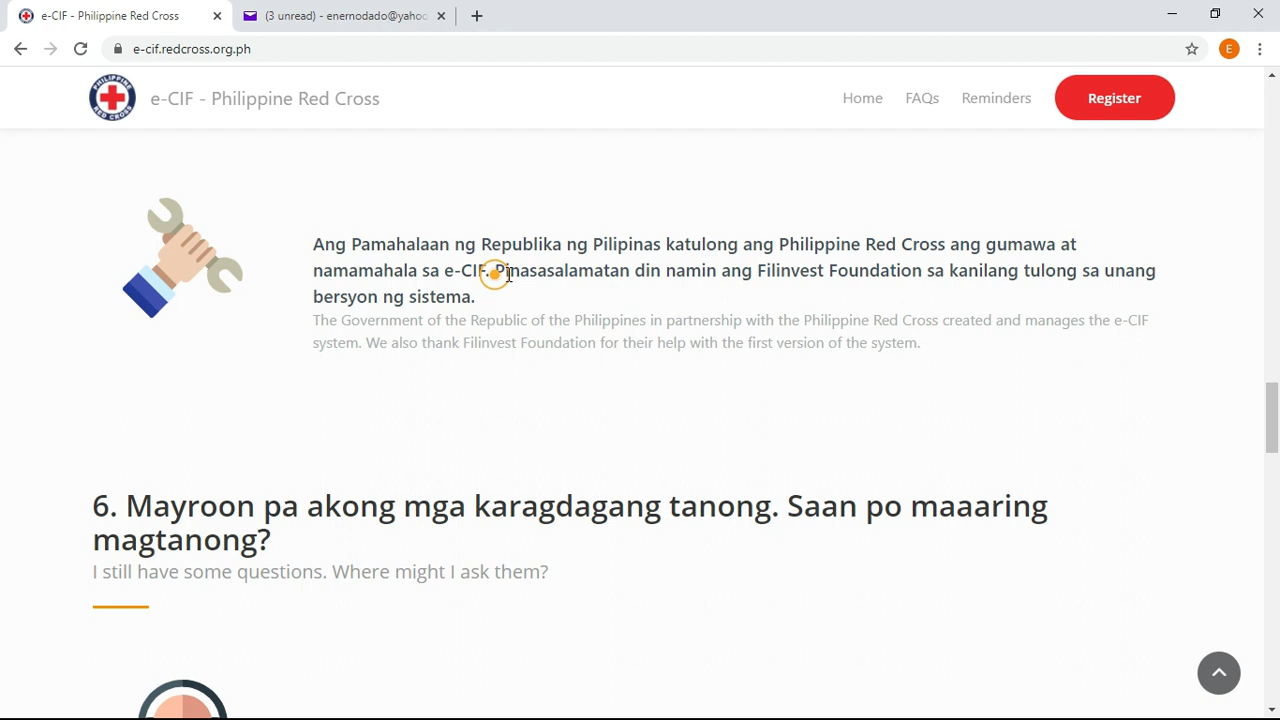 e-CIF - Philippine Red Cross
(3 unread) - enernodado@yahoo
e-cif.redcross.org.ph
E
PHILIPPINE RED CROSS
e-CIF - Philippine Red Cross
Home
FAQs
Reminders
Register
Ang Pamahalaan ng Republika ng Pilipinas katulong ang Philippine Red Cross ang gumawa at
namamahala sa e-CIF. Pinasasalamatan din namin ang Filinvest Foundation sa kanilang tulong sa unang
bersyon ng sistema.
The Government of the Republic of the Philippines in partnership with the Philippine Red Cross created and manages the e-CIF
system. We also thank Filinvest Foundation for their help with the first version of the system.
6. Mayroon pa akong mga karagdagang tanong. Saan po maaaring
magtanong?
I still have some questions. Where might I ask them?